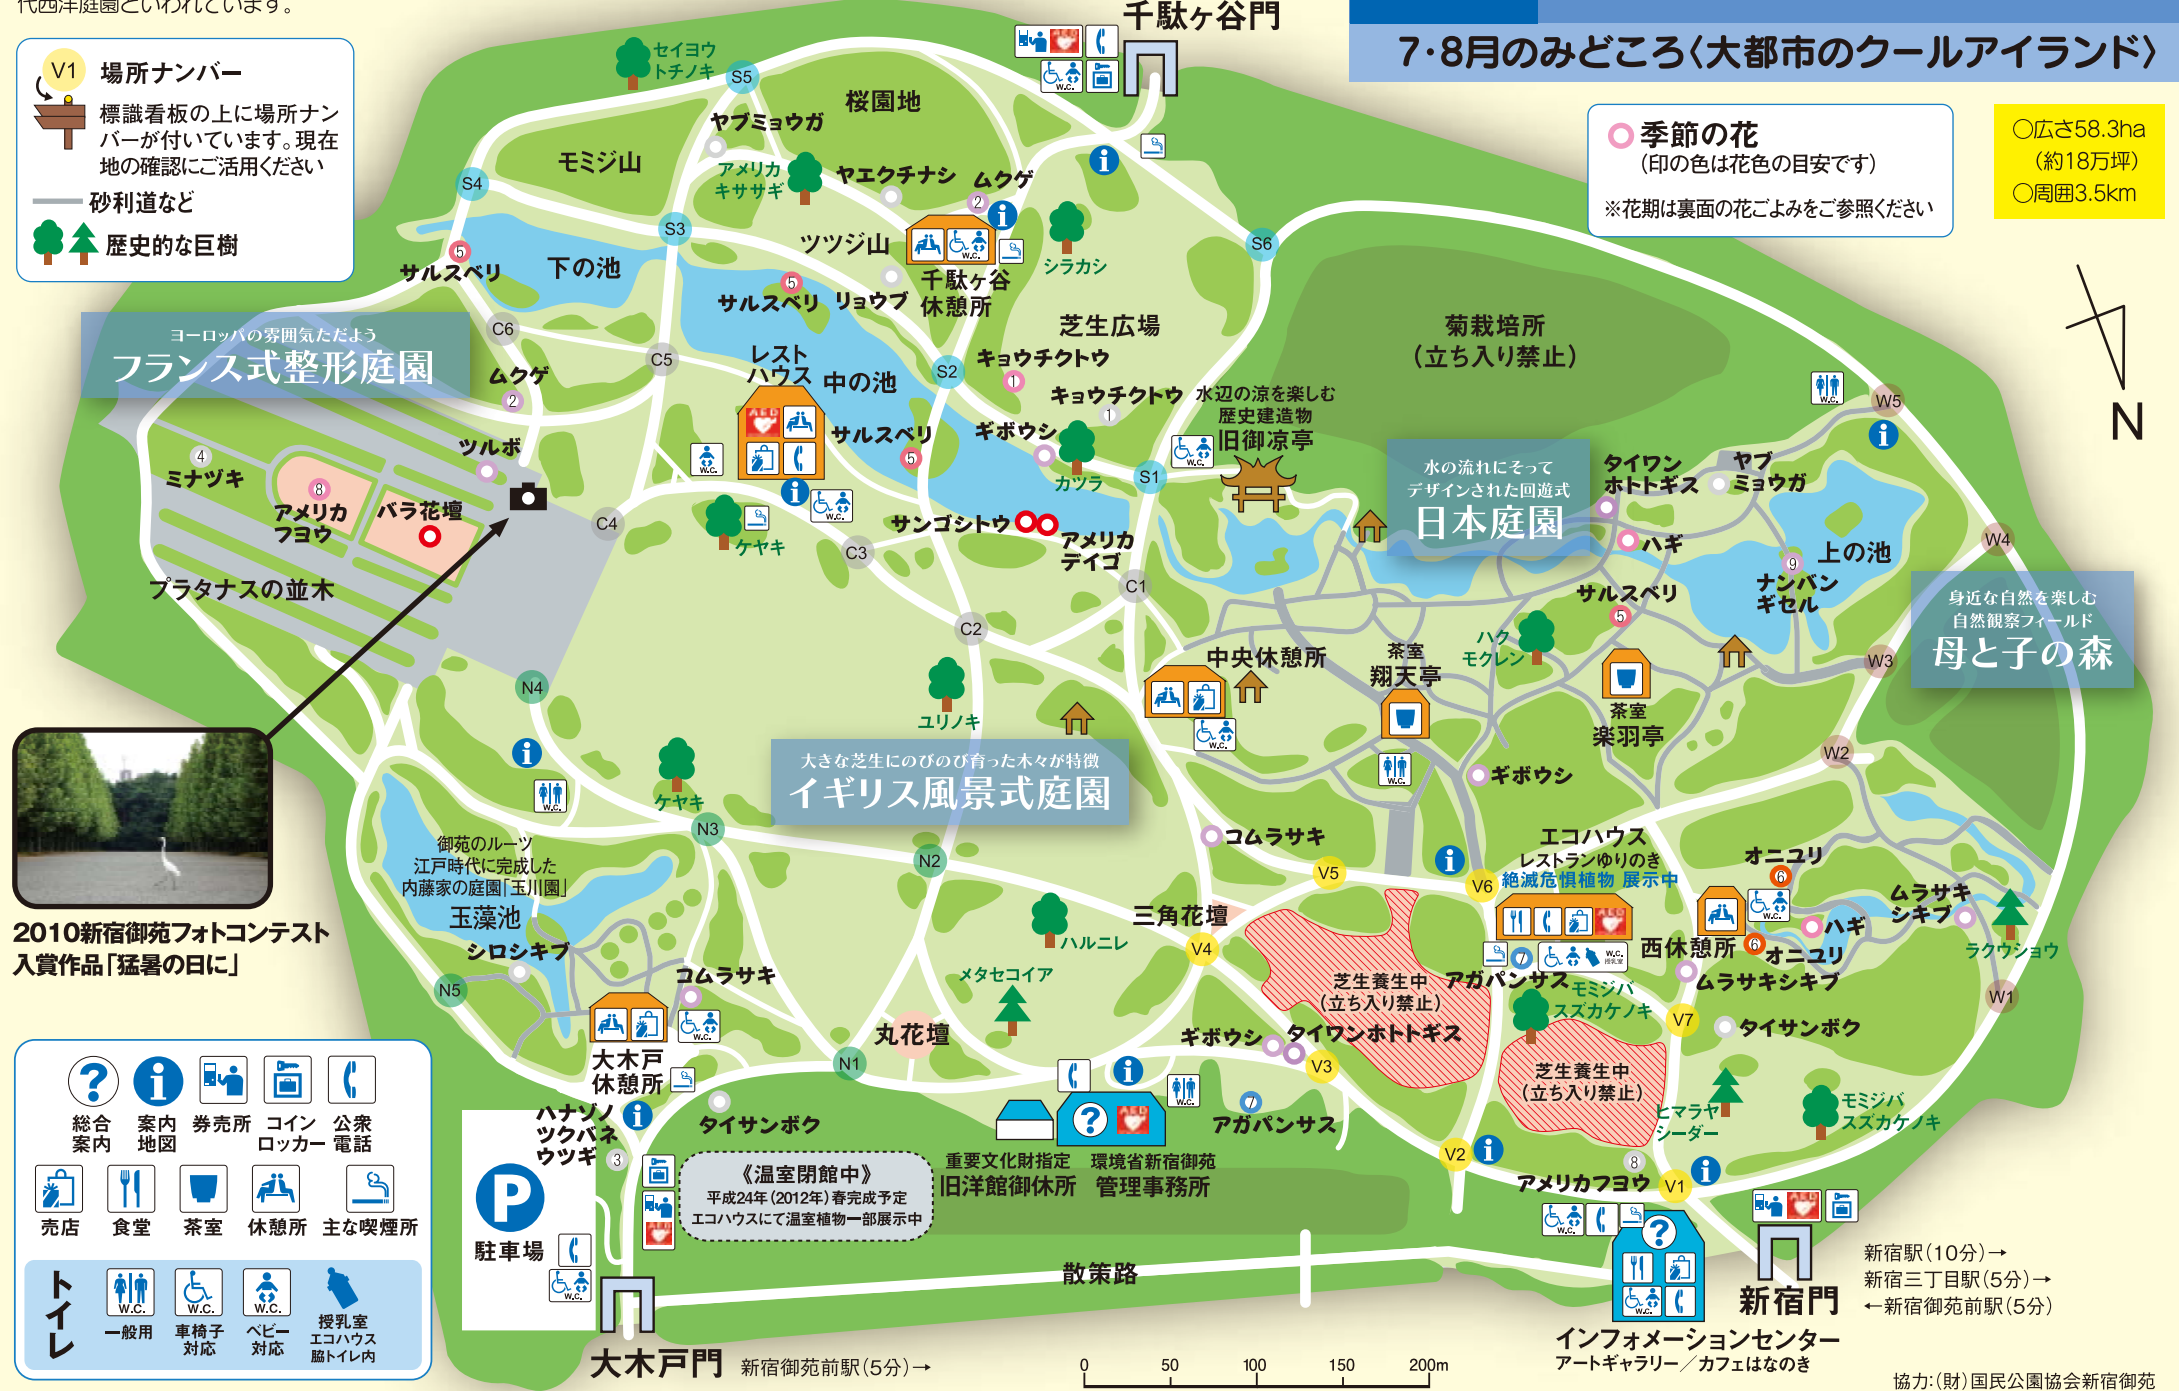 代西洋庭園といわれています。
7・8月のみどころ〈大都市のクールアイランド〉
V1
場所ナンバー
標識看板の上に場所ナン
バーが付いています。現在
地の確認にご活用ください
砂利道など
歴史的な巨樹
季節の花
(印の色は花色の目安です)
※花期は裏面の花ごよみをご参照ください
○広さ58.3ha
(約18万坪)
○周囲3.5km
N
千駄ヶ谷門
セイヨウ
トチノキ
S5
桜園地
ヤブミョウガ
モミジ山
アメリカ
キササギ
ヤエクチナシ
ムクゲ
2
S4
S3
S6
5
サルスベリ
下の池
ツツジ山
シラカシ
5
サルスベリ
リョウブ
千駄ヶ谷
休憩所
ヨーロッパの雰囲気ただよう
フランス式整形庭園
C6
C5
芝生広場
菊栽培所
(立ち入り禁止)
レスト
ハウス
中の池
S2
キョウチクトウ
1
キョウチクトウ
1
水辺の涼を楽しむ
歴史建造物
旧御凉亭
ムクゲ
2
W5
ツルボ
サルスベリ
5
ギボウシ
カツラ
S1
水の流れにそって
デザインされた回遊式
日本庭園
タイワン
ホトトギス
ヤブ
ミョウガ
4
ミナヅキ
8
アメリカ
フヨウ
バラ花壇
C4
ケヤキ
C3
サンゴシトウ
アメリカ
デイゴ
ハギ
上の池
W4
9
ナンバン
ギセル
プラタナスの並木
C1
サルスベリ
5
身近な自然を楽しむ
自然観察フィールド
母と子の森
C2
ハク
モクレン
中央休憩所
茶室
翔天亭
W3
N4
ユリノキ
茶室
楽羽亭
W2
大きな芝生にのびのび育った木々が特徴
イギリス風景式庭園
ギボウシ
ケヤキ
N3
N2
コムラサキ
エコハウス
レストランゆりのき
絶滅危惧植物 展示中
V5
V6
オニユリ
6
御苑のルーツ
江戸時代に完成した
内藤家の庭園「玉川園」
玉藻池
三角花壇
ハルニレ
V4
ムラサキ
シキブ
ハギ
6
オニユリ
ラクウショウ
西休憩所
2010新宿御苑フォトコンテスト
入賞作品「猛暑の日に」
シロシキブ
N5
コムラサキ
メタセコイア
芝生養生中
(立ち入り禁止)
7
アガパンサス
モミジバ
スズカケノキ
ムラサキシキブ
W1
V7
タイサンボク
丸花壇
ギボウシ
タイワンホトトギス
V3
N1
大木戸
休憩所
芝生養生中
(立ち入り禁止)
ヒマラヤ
シーダー
モミジバ
スズカケノキ
ハナゾノ
ツクバネ
ウツギ
3
タイサンボク
7
アガパンサス
V2
8
アメリカフヨウ
V1
《温室閉館中》
平成24年(2012年)春完成予定
エコハウスにて温室植物一部展示中
重要文化財指定
旧洋館御休所
環境省新宿御苑
管理事務所
P
駐車場
散策路
大木戸門
新宿御苑前駅(5分)→
新宿門
新宿駅(10分)→
新宿三丁目駅(5分)→
←新宿御苑前駅(5分)
インフォメーションセンター
アートギャラリー/カフェはなのき
0 50 100 150 200m
協力:(財)国民公園協会新宿御苑
総合
案内
案内
地図
券売所
コイン
ロッカー
公衆
電話
売店
食堂
茶室
休憩所
主な喫煙所
トイレ
W.C.
一般用
W.C.
車椅子
対応
W.C.
ベビー
対応
授乳室
エコハウス
脇トイレ内